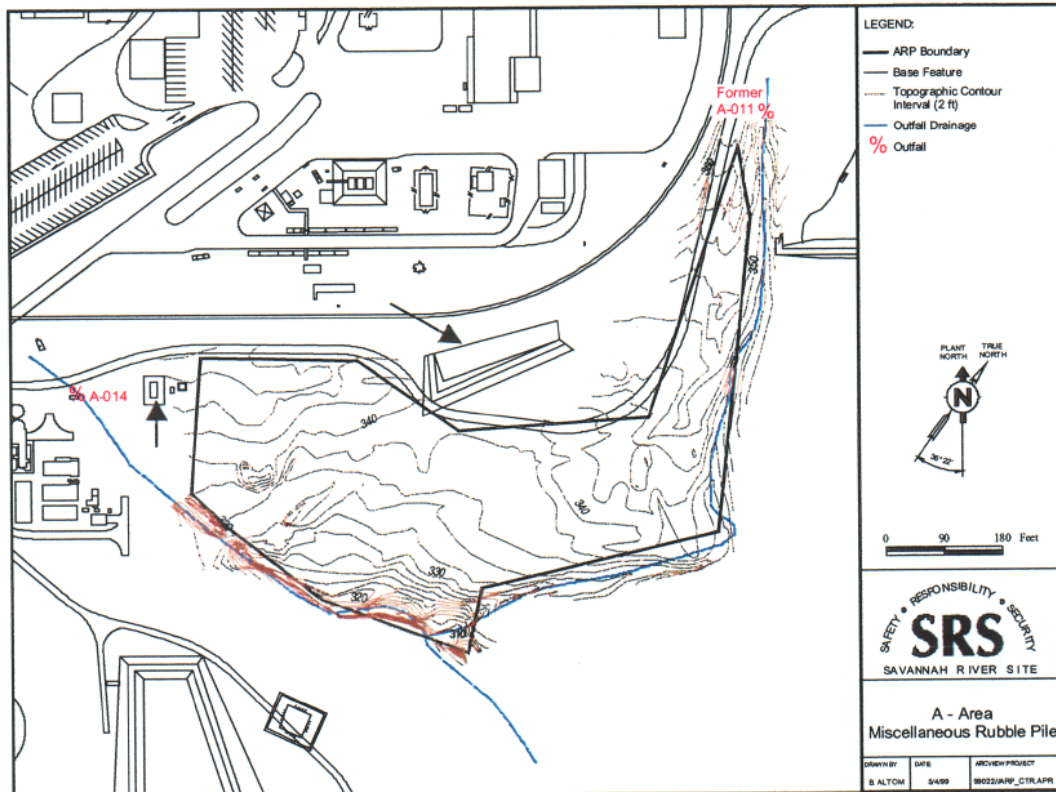 Former
A-011 %
% A-014
340
340
330
320
310
350
LEGEND:
ARP Boundary
Base Feature
Topographic Contour
Interval (2 ft)
Outfall Drainage
% Outfall
PLANT
NORTH
TRUE
NORTH
N
36°22'
0 90 180 Feet
SAFETY • RESPONSIBILITY • SECURITY
SRS
SAVANNAH RIVER SITE
A - Area
Miscellaneous Rubble Pile
DRAWN BY
B. ALTOM
DATE
5/4/99
ARCVIEW PROJECT